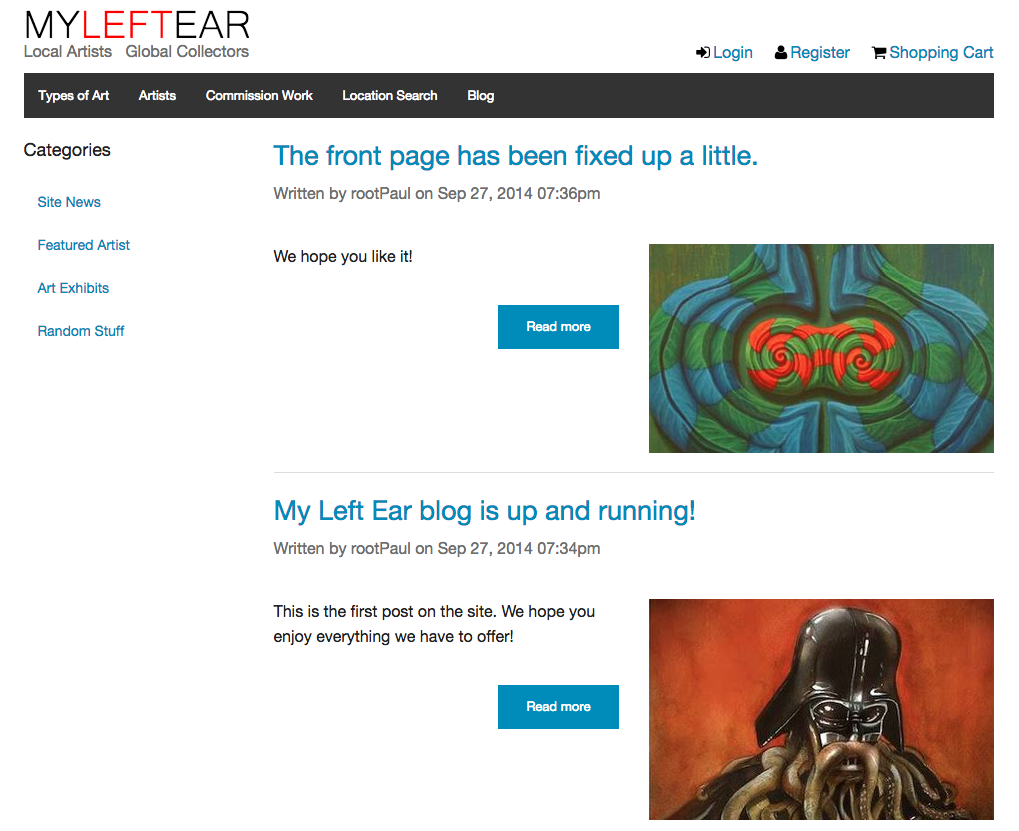 MYLEFTEAR
Local Artists Global Collectors
Login Register Shopping Cart
Types of Art Artists Commission Work Location Search Blog
Categories
Site News
Featured Artist
Art Exhibits
Random Stuff
The front page has been fixed up a little.
Written by rootPaul on Sep 27, 2014 07:36pm
We hope you like it!
Read more
My Left Ear blog is up and running!
Written by rootPaul on Sep 27, 2014 07:34pm
This is the first post on the site. We hope you
enjoy everything we have to offer!
Read more